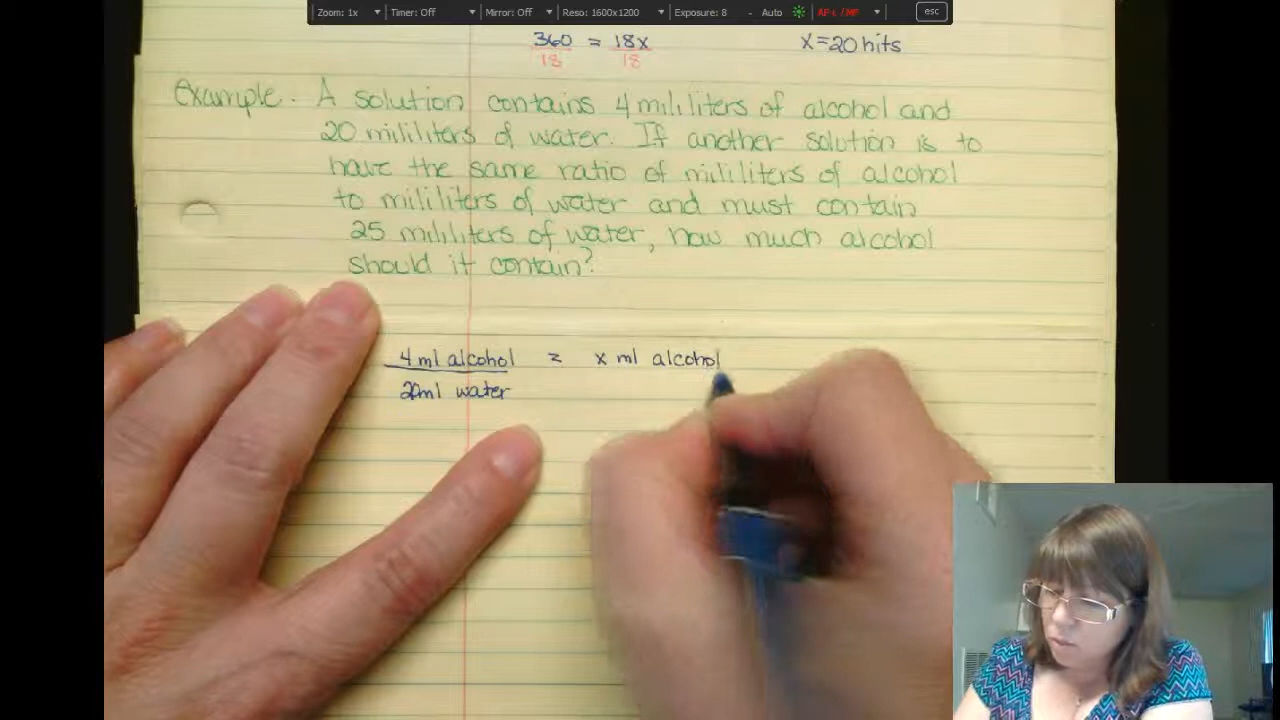 Zoom: 1x Timer: Off Mirror: Off Reso: 1600x1200 Exposure: 8 - Auto AF-C / MF esc
360 = 18x x=20 hits
18 18
Example. A solution contains 4 mililiters of alcohol and
20 mililiters of water. If another solution is to
have the same ratio of mililiters of alcohol
to mililiters of water and must contain
25 mililiters of water, how much alcohol
should it contain?
4 ml alcohol = x ml alcohol
20ml water